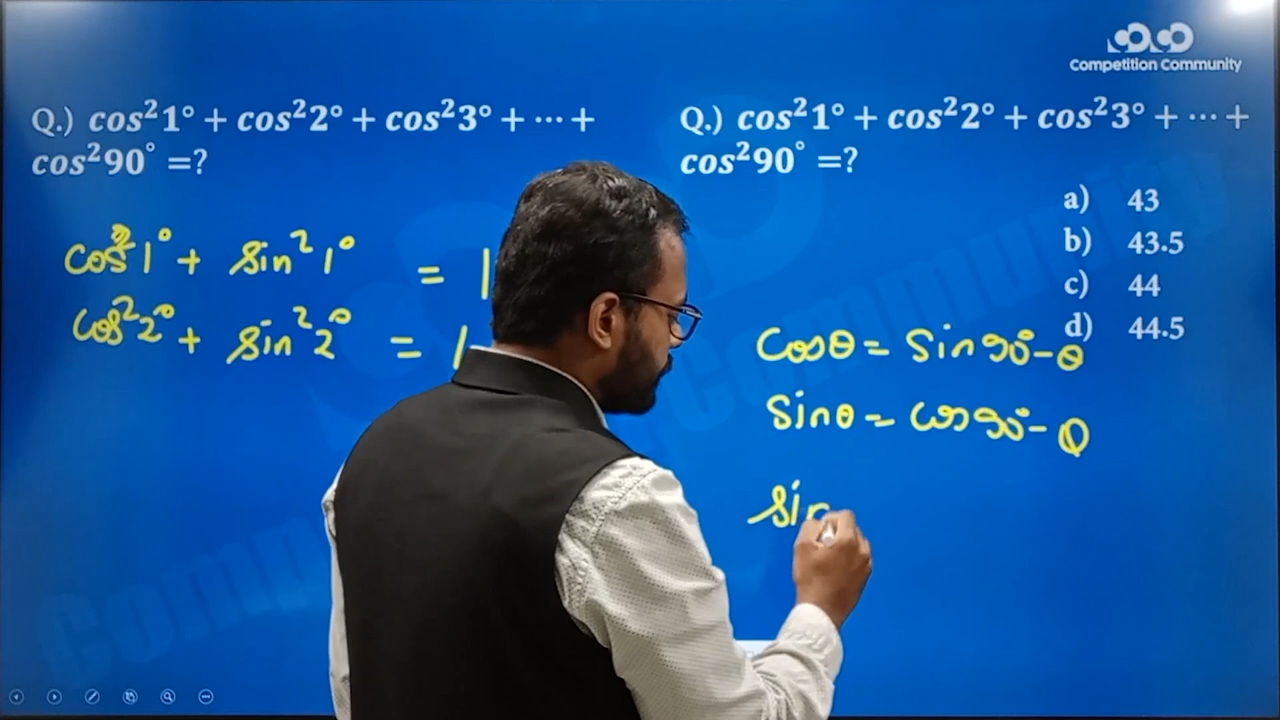 Competition Community
Q.) cos²1° + cos²2° + cos²3° + ⋯ +
cos²90° =?
cos²1° + sin²1° = 1
cos²2° + sin²2° = 1
Q.) cos²1° + cos²2° + cos²3° + ⋯ +
cos²90° =?
a) 43
b) 43.5
c) 44
d) 44.5
Cosθ = Sin90°-θ
Sinθ = Cos90°-θ
sin
Community